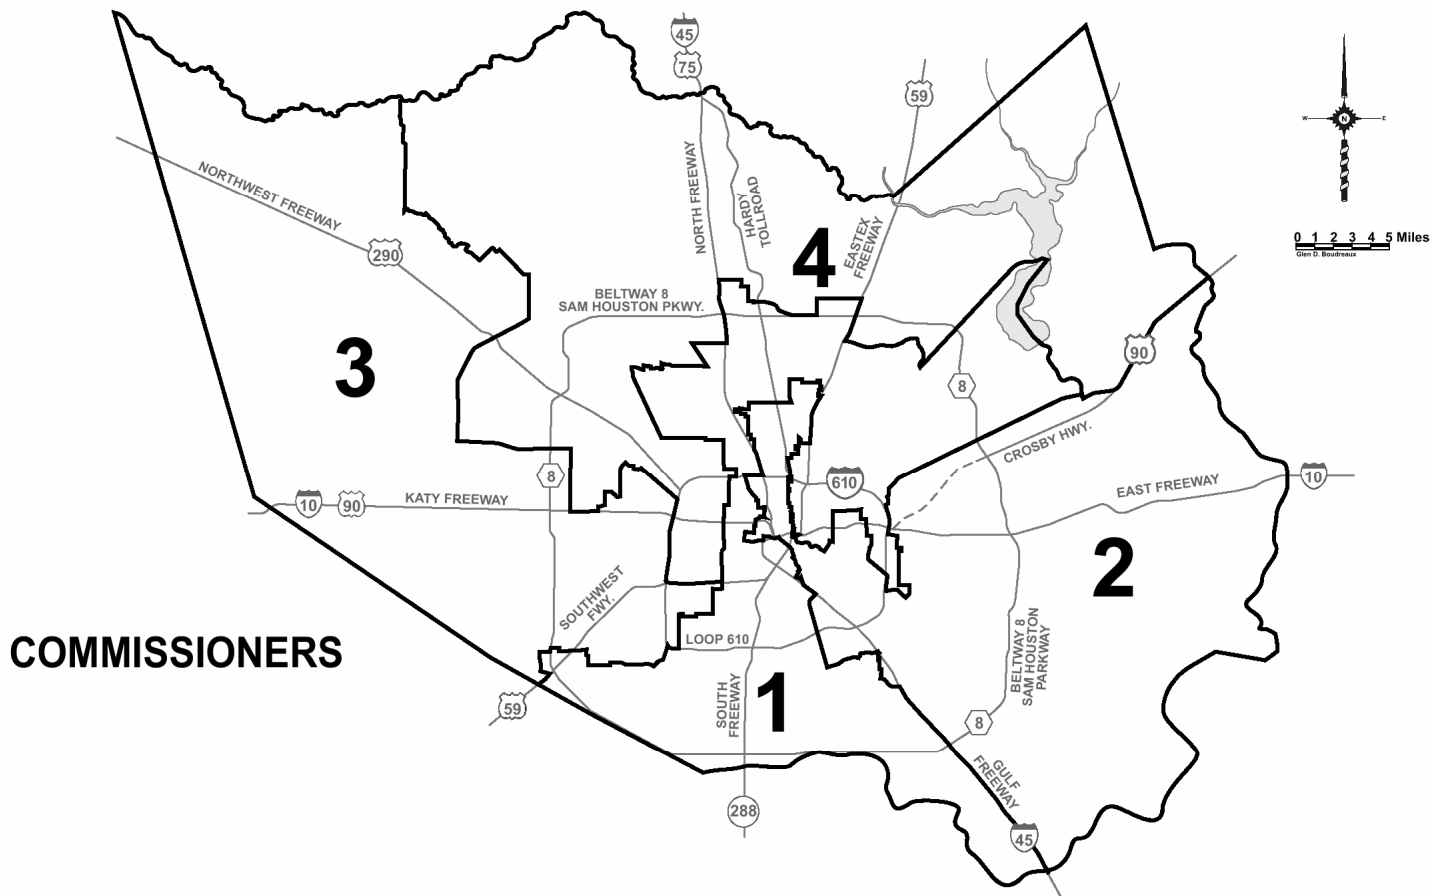 45
75
59
N
W
E
0 1 2 3 4 5 Miles
Glen D. Boudreaux
NORTHWEST FREEWAY
290
NORTH FREEWAY
HARDY
TOLLROAD
4
EASTEX
FREEWAY
BELTWAY 8
SAM HOUSTON PKWY.
3
90
8
CROSBY HWY.
8
10
90
KATY FREEWAY
610
EAST FREEWAY
10
2
SOUTHWEST
FWY.
LOOP 610
COMMISSIONERS
BELTWAY 8
SAM HOUSTON
PARKWAY
59
SOUTH
FREEWAY
1
8
GULF
FREEWAY
288
45